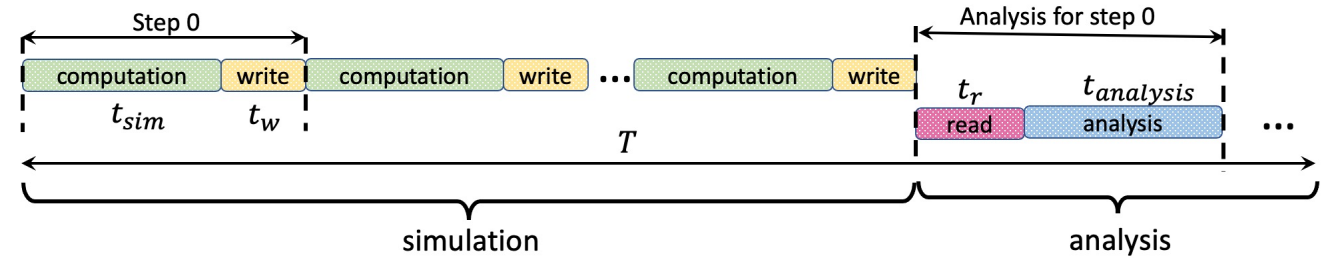 Step 0
Analysis for step 0
computation write computation write ... computation write
t_sim t_w
t_r t_analysis
read analysis ...
T
simulation
analysis